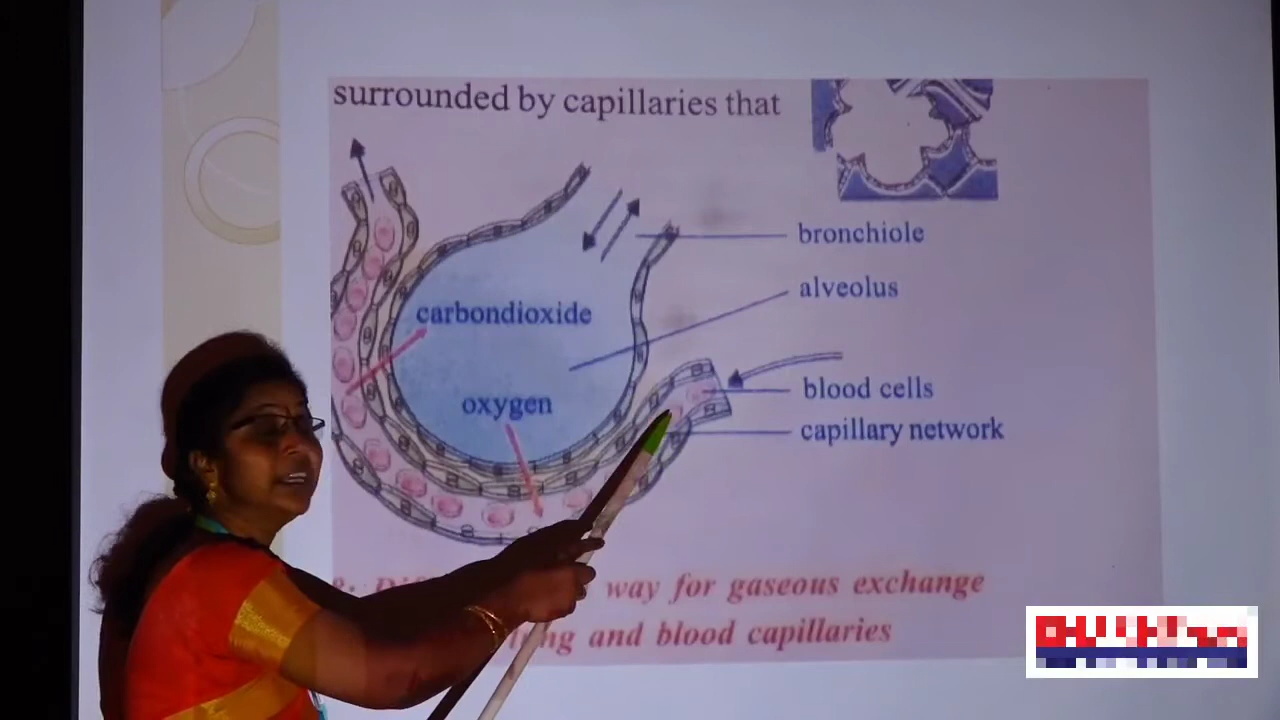 surrounded by capillaries that
bronchiole
alveolus
carbondioxide
blood cells
oxygen
capillary network
way for gaseous exchange
and blood capillaries